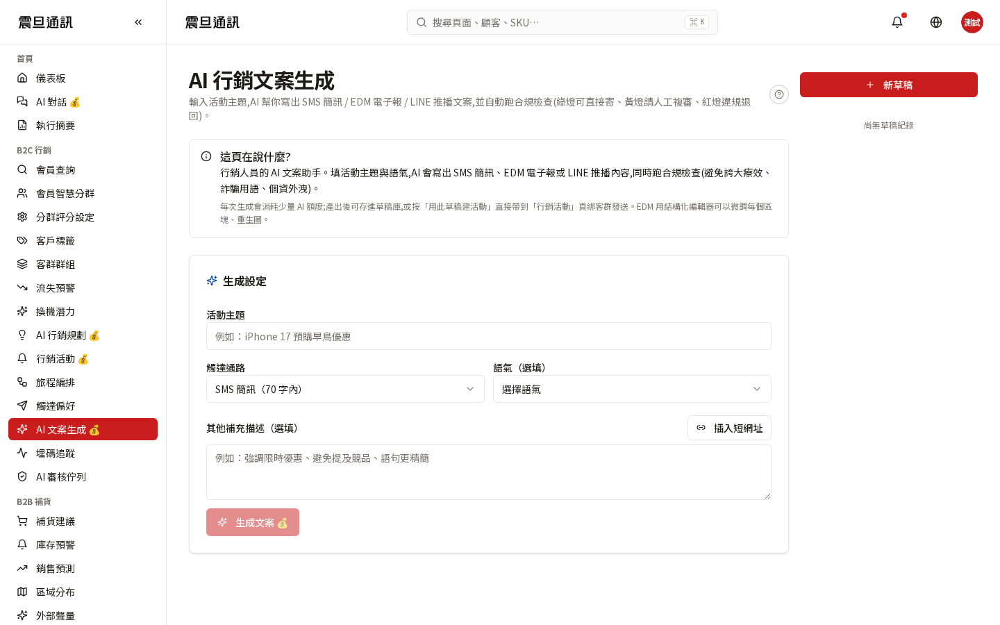 震旦通訊
首頁
儀表板
AI 對話 💰
執行摘要
B2C 行銷
會員查詢
會員智慧分群
分群評分設定
客戶標籤
客群群組
流失預警
換機潛力
AI 行銷規劃 💰
行銷活動 💰
旅程編排
觸達偏好
AI 文案生成 💰
埋碼追蹤
AI 審核佇列
B2B 補貨
補貨建議
庫存預警
銷售預測
區域分布
外部聲量
震旦通訊
搜尋頁面、顧客、SKU…
⌘ K
測試
AI 行銷文案生成
輸入活動主題,AI 幫你寫出 SMS 簡訊 / EDM 電子報 / LINE 推播文案,並自動跑合規檢查(綠燈可直接寄、黃燈請人工複審、紅燈違規退
回)。
新草稿
尚無草稿紀錄
這頁在說什麼?
行銷人員的 AI 文案助手。填活動主題與語氣,AI 會寫出 SMS 簡訊、EDM 電子報或 LINE 推播內容,同時跑合規檢查(避免誇大療效、
詐騙用語、個資外洩)。
每次生成會消耗少量 AI 額度;產出後可存進草稿庫,或按「用此草稿建活動」直接帶到「行銷活動」頁綁客群發送。EDM 用結構化編輯器可以微調每個區
塊、重生圖。
生成設定
活動主題
例如：iPhone 17 預購早鳥優惠
觸達通路
語氣（選填）
SMS 簡訊（70 字內）
選擇語氣
其他補充描述（選填）
插入短網址
例如：強調限時優惠、避免提及競品、語句更精簡
生成文案 💰